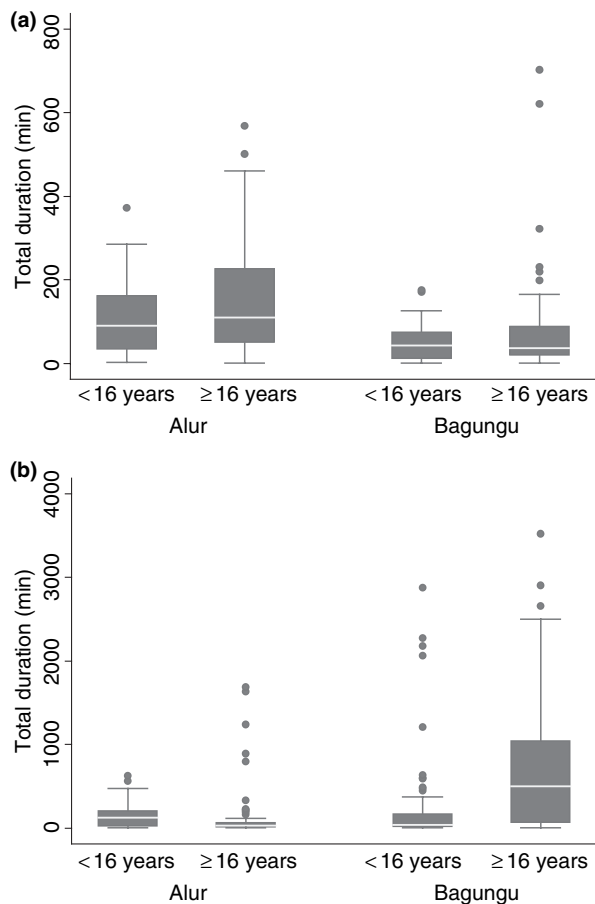 (a)
800
600
400
200
0
Total duration (min)
< 16 years ≥ 16 years < 16 years ≥ 16 years
Alur Bagungu
(b)
4000
3000
2000
1000
0
Total duration (min)
< 16 years ≥ 16 years < 16 years ≥ 16 years
Alur Bagungu